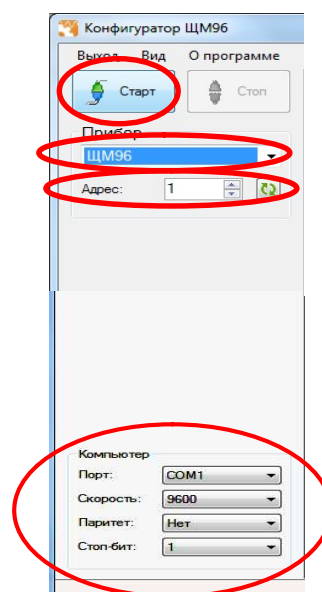 Конфигуратор ЩМ96
Выход Вид О программе
Старт Стоп
Прибор
ЩМ96
Адрес: 1
Компьютер
Порт: COM1
Скорость: 9600
Паритет: Нет
Стоп-бит: 1